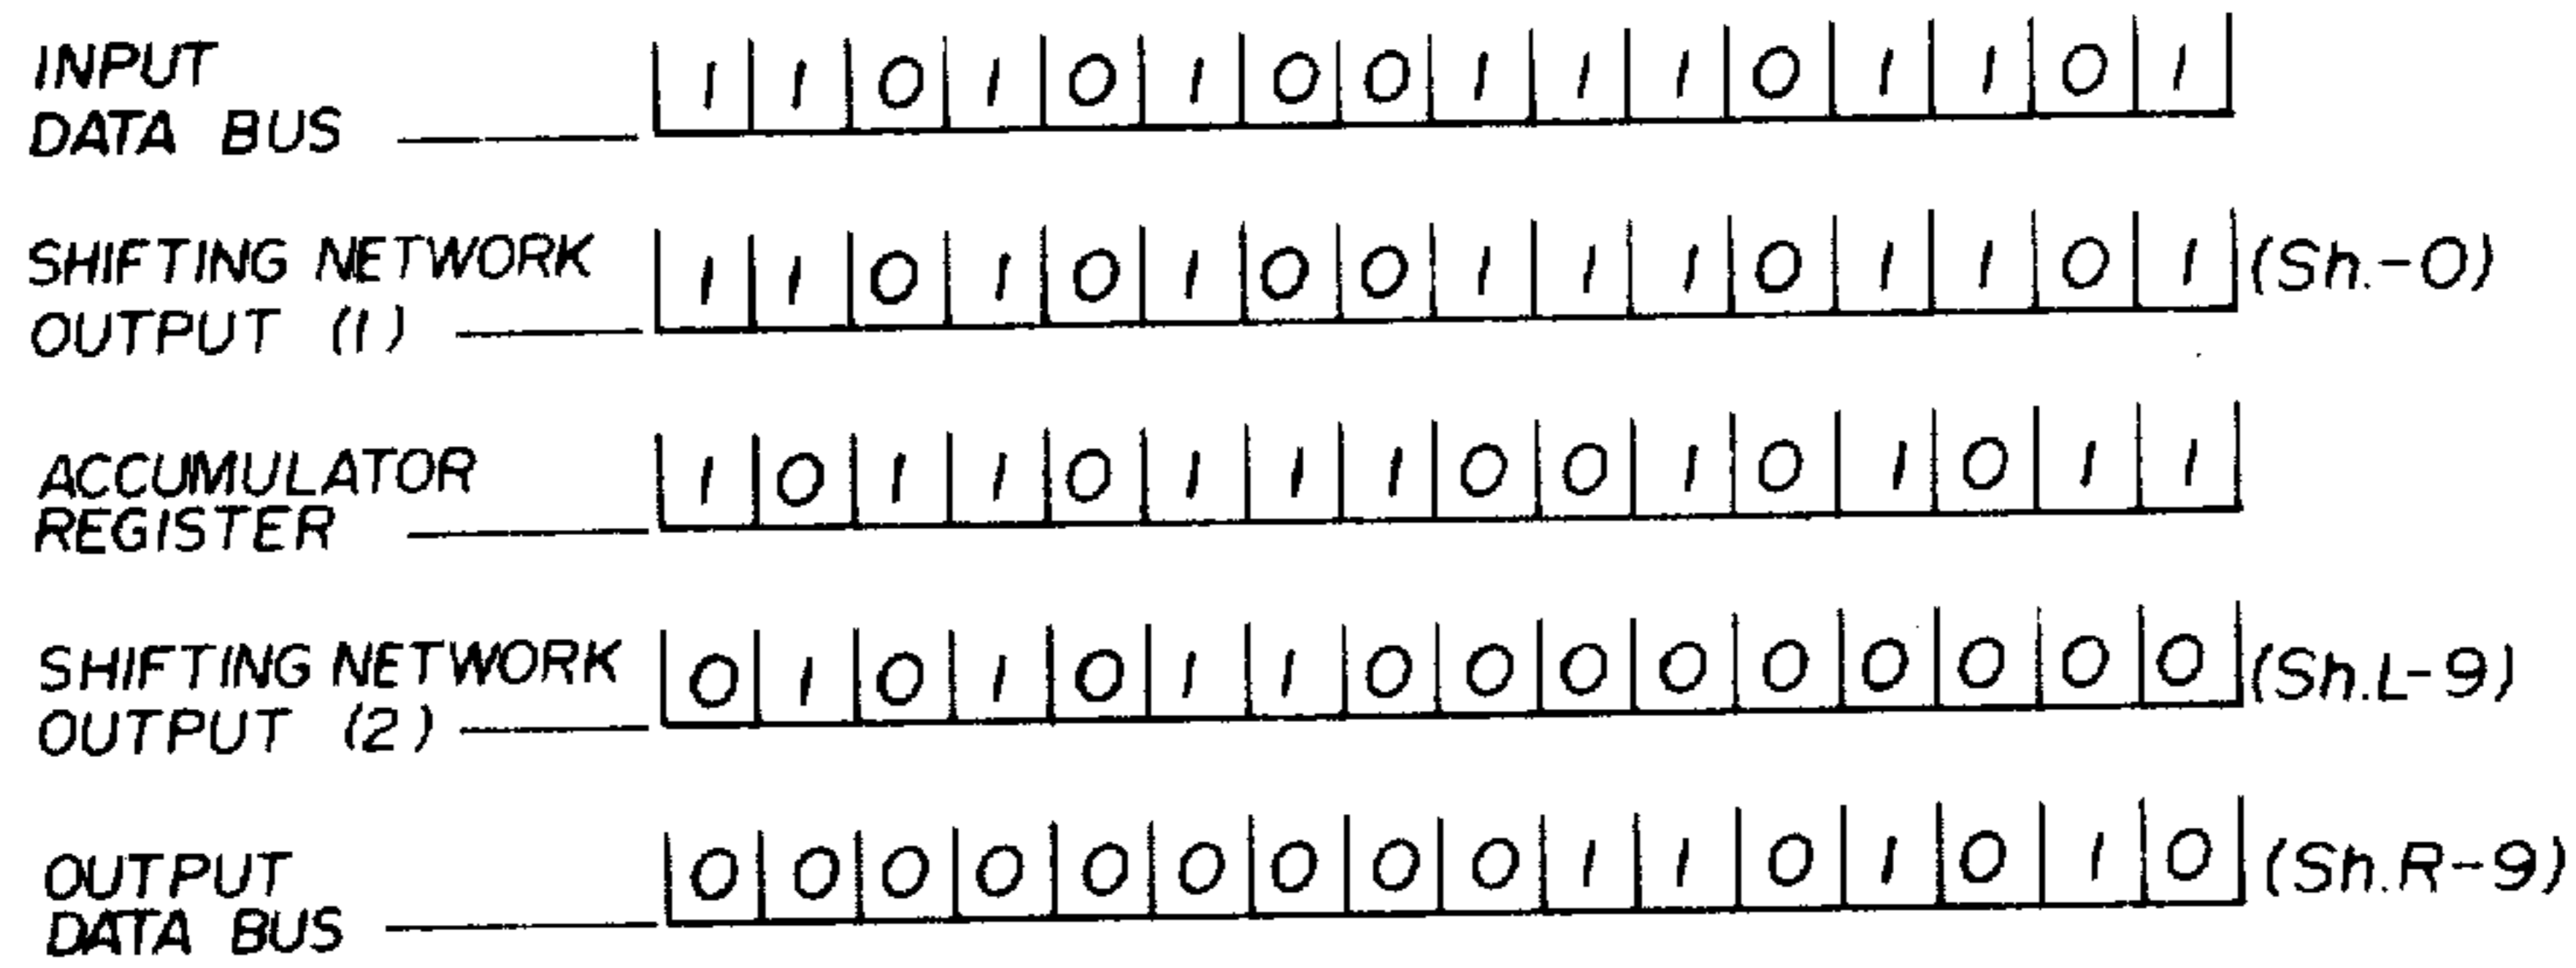 INPUT
DATA BUS | 1 | 1 | 0 | 1 | 0 | 1 | 0 | 0 | 1 | 1 | 1 | 0 | 1 | 1 | 0 | 1 |
SHIFTING NETWORK
OUTPUT (1) | 1 | 1 | 0 | 1 | 0 | 1 | 0 | 0 | 1 | 1 | 1 | 0 | 1 | 1 | 0 | 1 | (Sh.-0)
ACCUMULATOR
REGISTER | 1 | 0 | 1 | 1 | 0 | 1 | 1 | 1 | 0 | 0 | 1 | 0 | 1 | 0 | 1 | 1 |
SHIFTING NETWORK
OUTPUT (2) | 0 | 1 | 0 | 1 | 0 | 1 | 1 | 0 | 0 | 0 | 0 | 0 | 0 | 0 | 0 | 0 | (Sh.L-9)
OUTPUT
DATA BUS | 0 | 0 | 0 | 0 | 0 | 0 | 0 | 0 | 0 | 1 | 1 | 0 | 1 | 0 | 1 | 0 | (Sh.R-9)